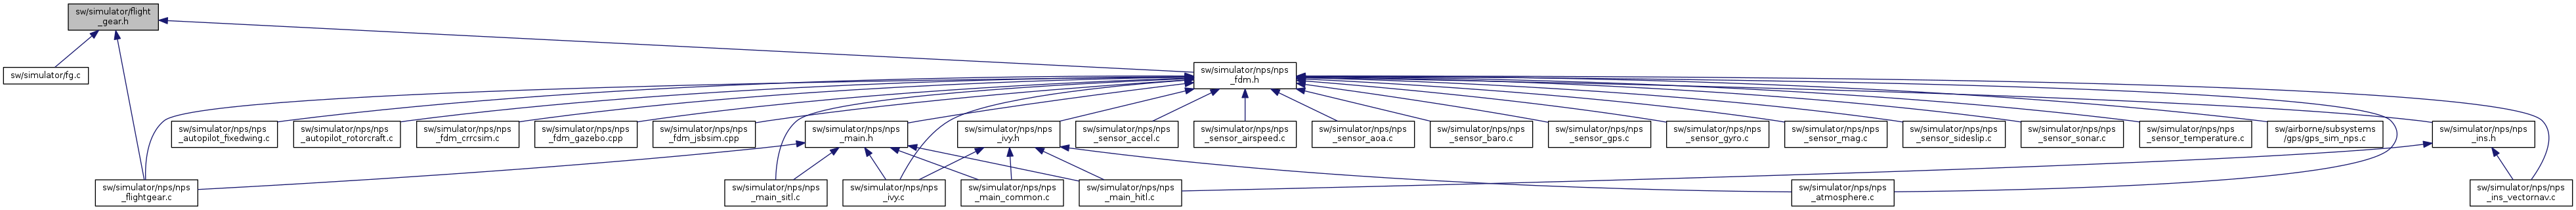 sw/simulator/flight
_gear.h
sw/simulator/fg.c
sw/simulator/nps/nps
_fdm.h
sw/simulator/nps/nps
_autopilot_fixedwing.c
sw/simulator/nps/nps
_autopilot_rotorcraft.c
sw/simulator/nps/nps
_fdm_crrcsim.c
sw/simulator/nps/nps
_fdm_gazebo.cpp
sw/simulator/nps/nps
_fdm_jsbsim.cpp
sw/simulator/nps/nps
_main.h
sw/simulator/nps/nps
_ivy.h
sw/simulator/nps/nps
_sensor_accel.c
sw/simulator/nps/nps
_sensor_airspeed.c
sw/simulator/nps/nps
_sensor_aoa.c
sw/simulator/nps/nps
_sensor_baro.c
sw/simulator/nps/nps
_sensor_gps.c
sw/simulator/nps/nps
_sensor_gyro.c
sw/simulator/nps/nps
_sensor_mag.c
sw/simulator/nps/nps
_sensor_sideslip.c
sw/simulator/nps/nps
_sensor_sonar.c
sw/simulator/nps/nps
_sensor_temperature.c
sw/airborne/subsystems
/gps/gps_sim_nps.c
sw/simulator/nps/nps
_ins.h
sw/simulator/nps/nps
_flightgear.c
sw/simulator/nps/nps
_main_sitl.c
sw/simulator/nps/nps
_ivy.c
sw/simulator/nps/nps
_main_common.c
sw/simulator/nps/nps
_main_hitl.c
sw/simulator/nps/nps
_atmosphere.c
sw/simulator/nps/nps
_ins_vectornav.c